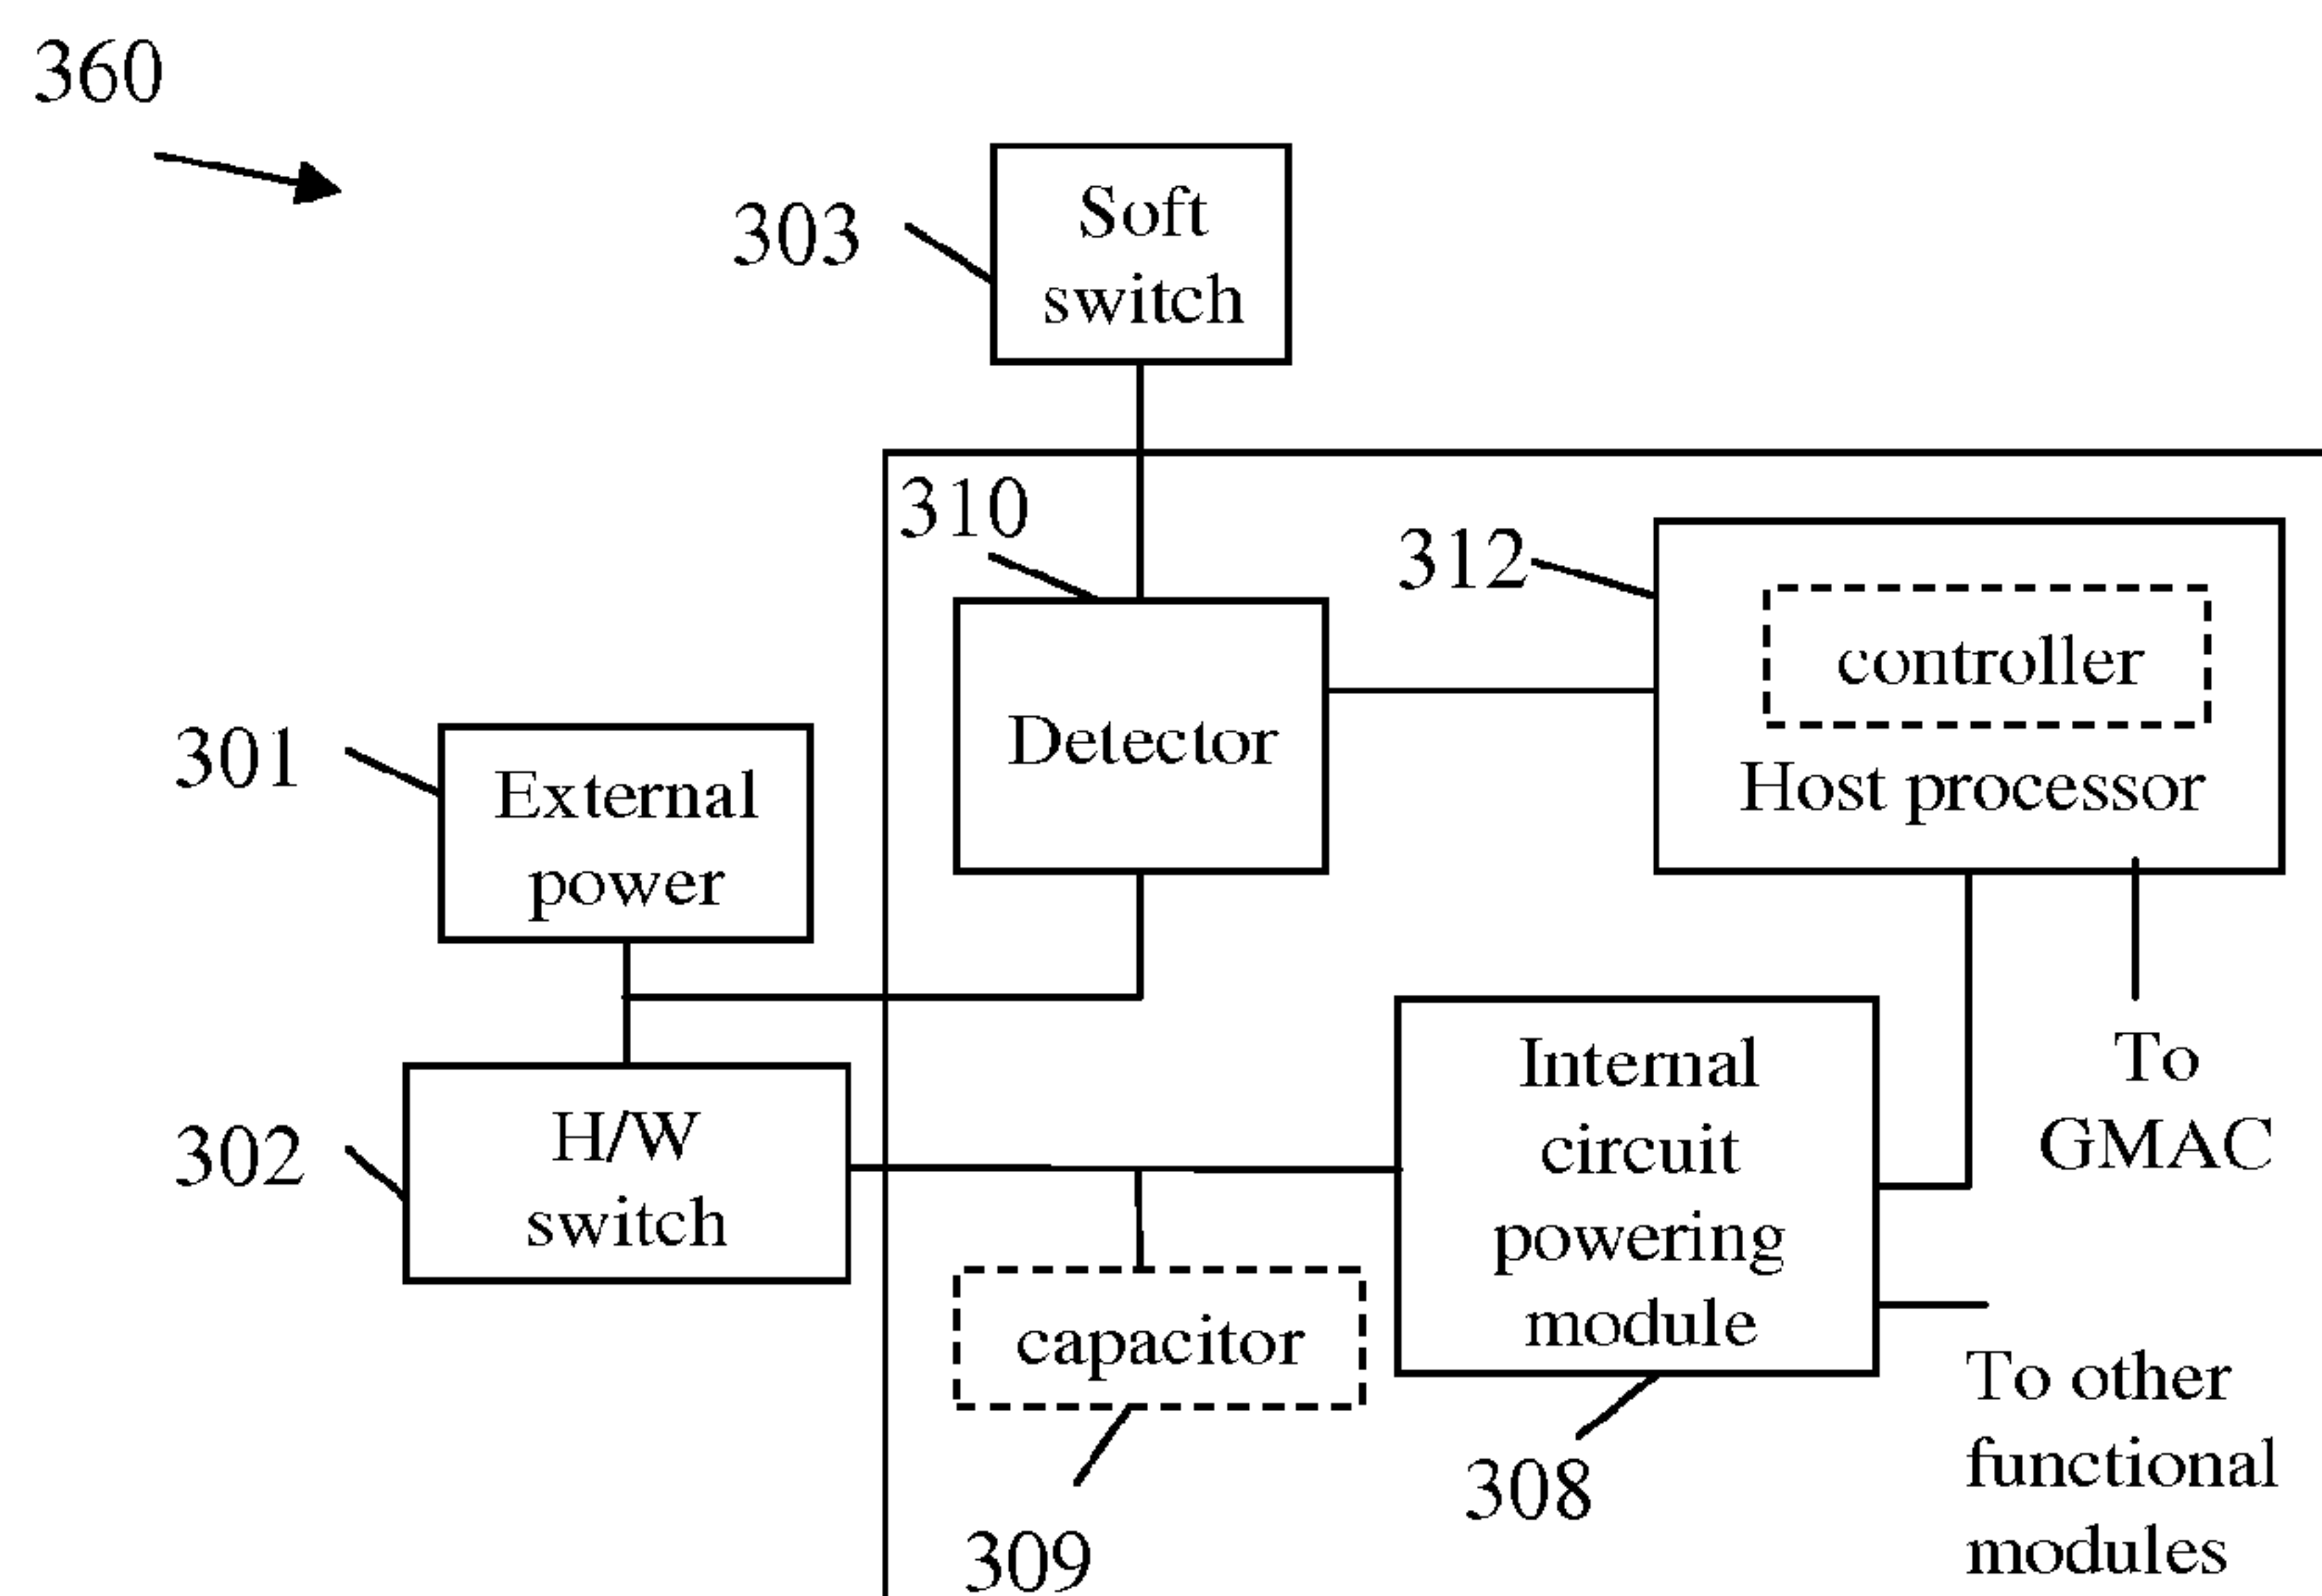 360
303
Soft
switch
310
312
controller
Host processor
Detector
301
External
power
302
H/W
switch
Internal
circuit
powering
module
To
GMAC
capacitor
309
308
To other
functional
modules